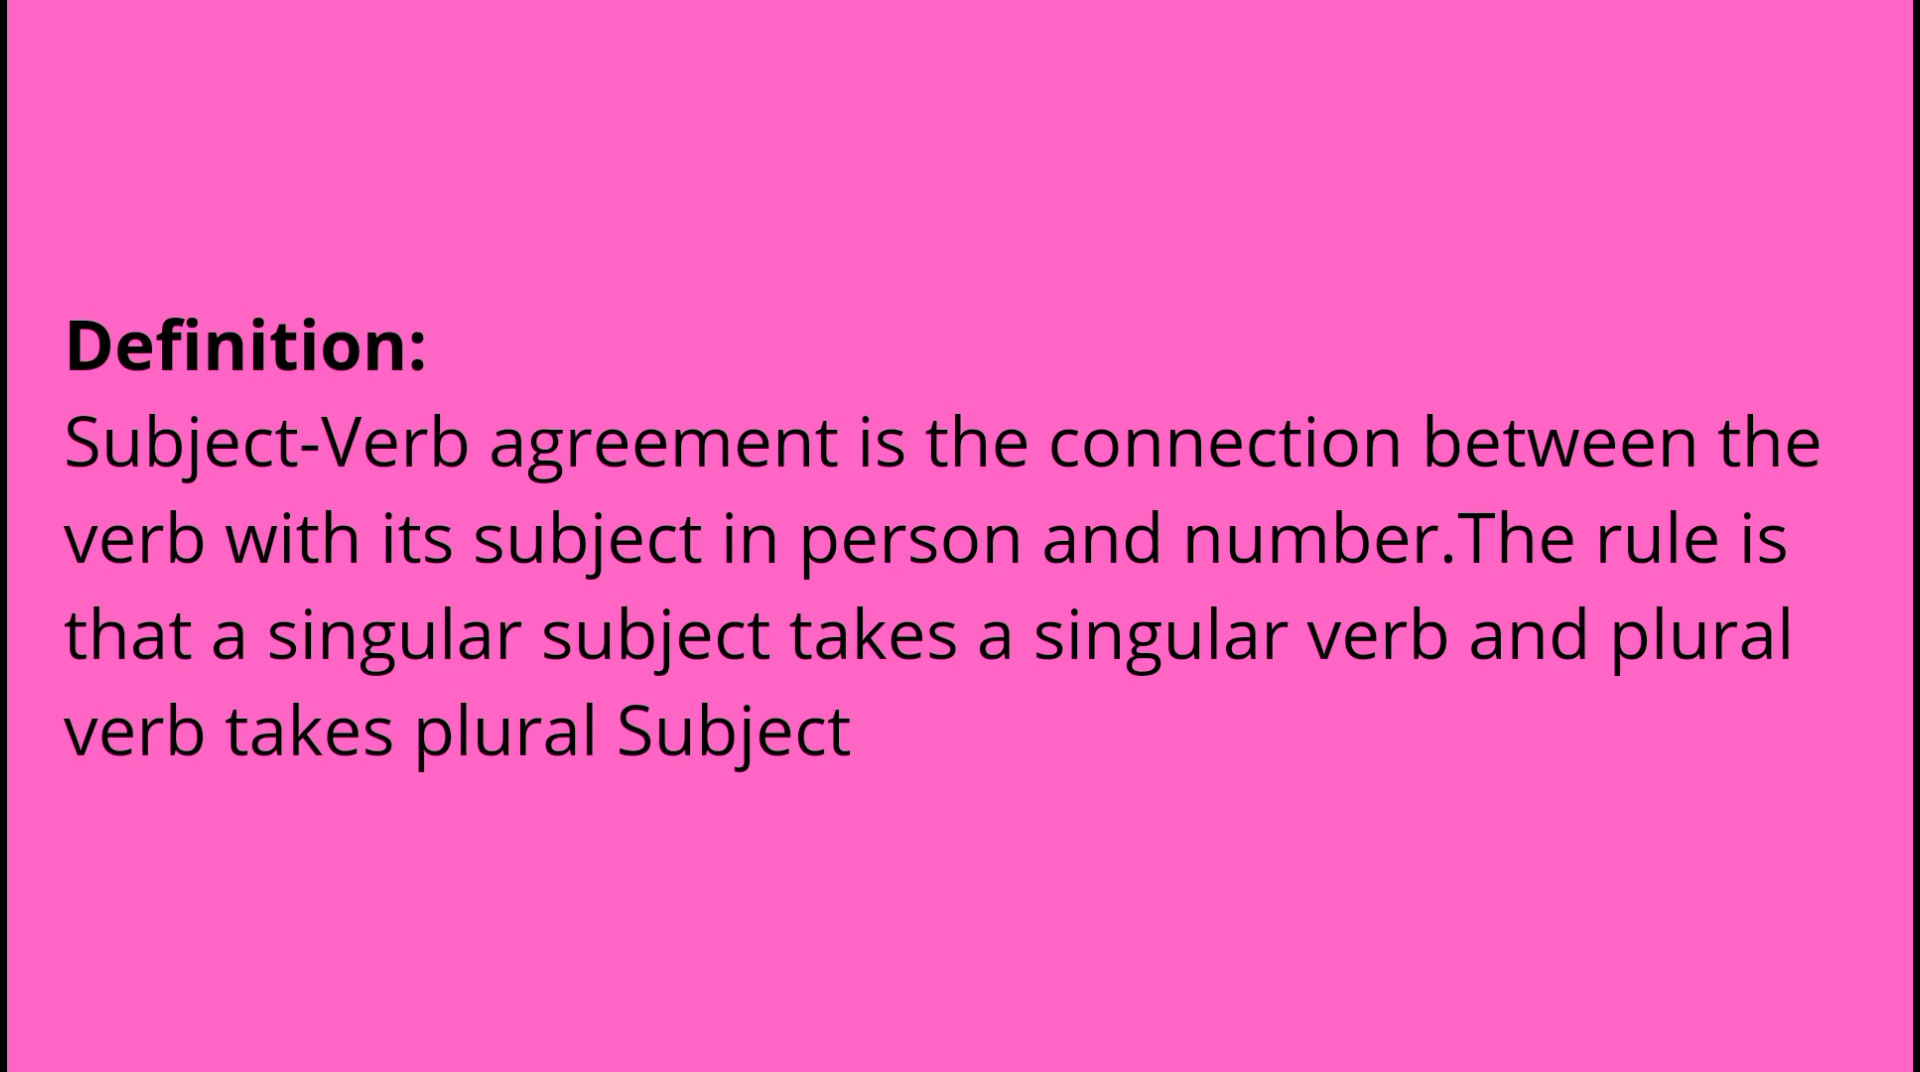 Definition:
Subject-Verb agreement is the connection between the
verb with its subject in person and number.The rule is
that a singular subject takes a singular verb and plural
verb takes plural Subject